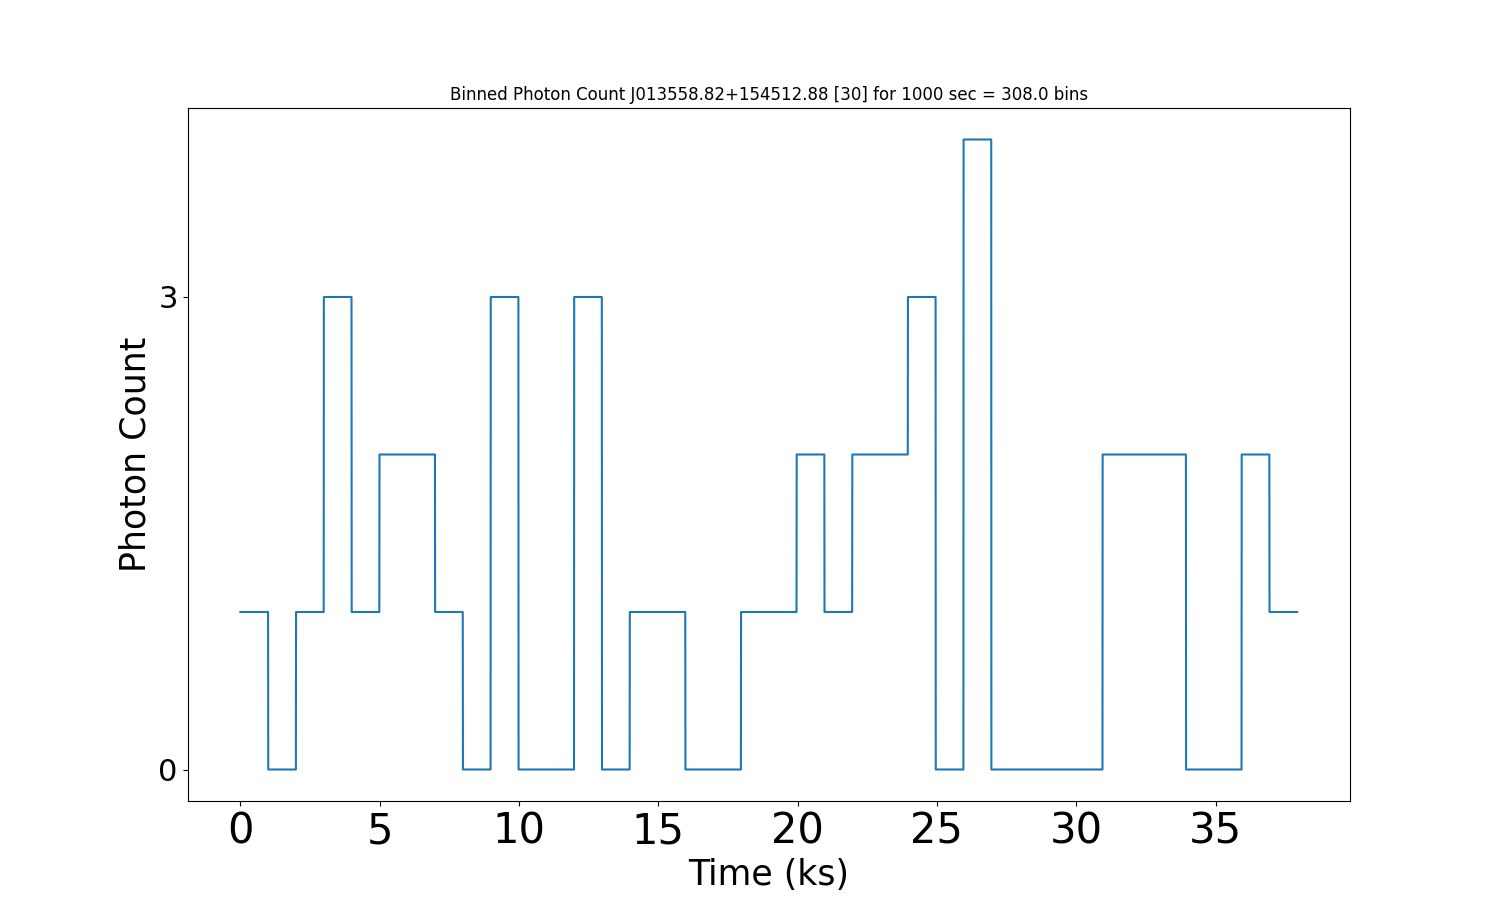 Binned Photon Count J013558.82+154512.88 [30] for 1000 sec = 308.0 bins
Photon Count
3
0
0 5 10 15 20 25 30 35
Time (ks)